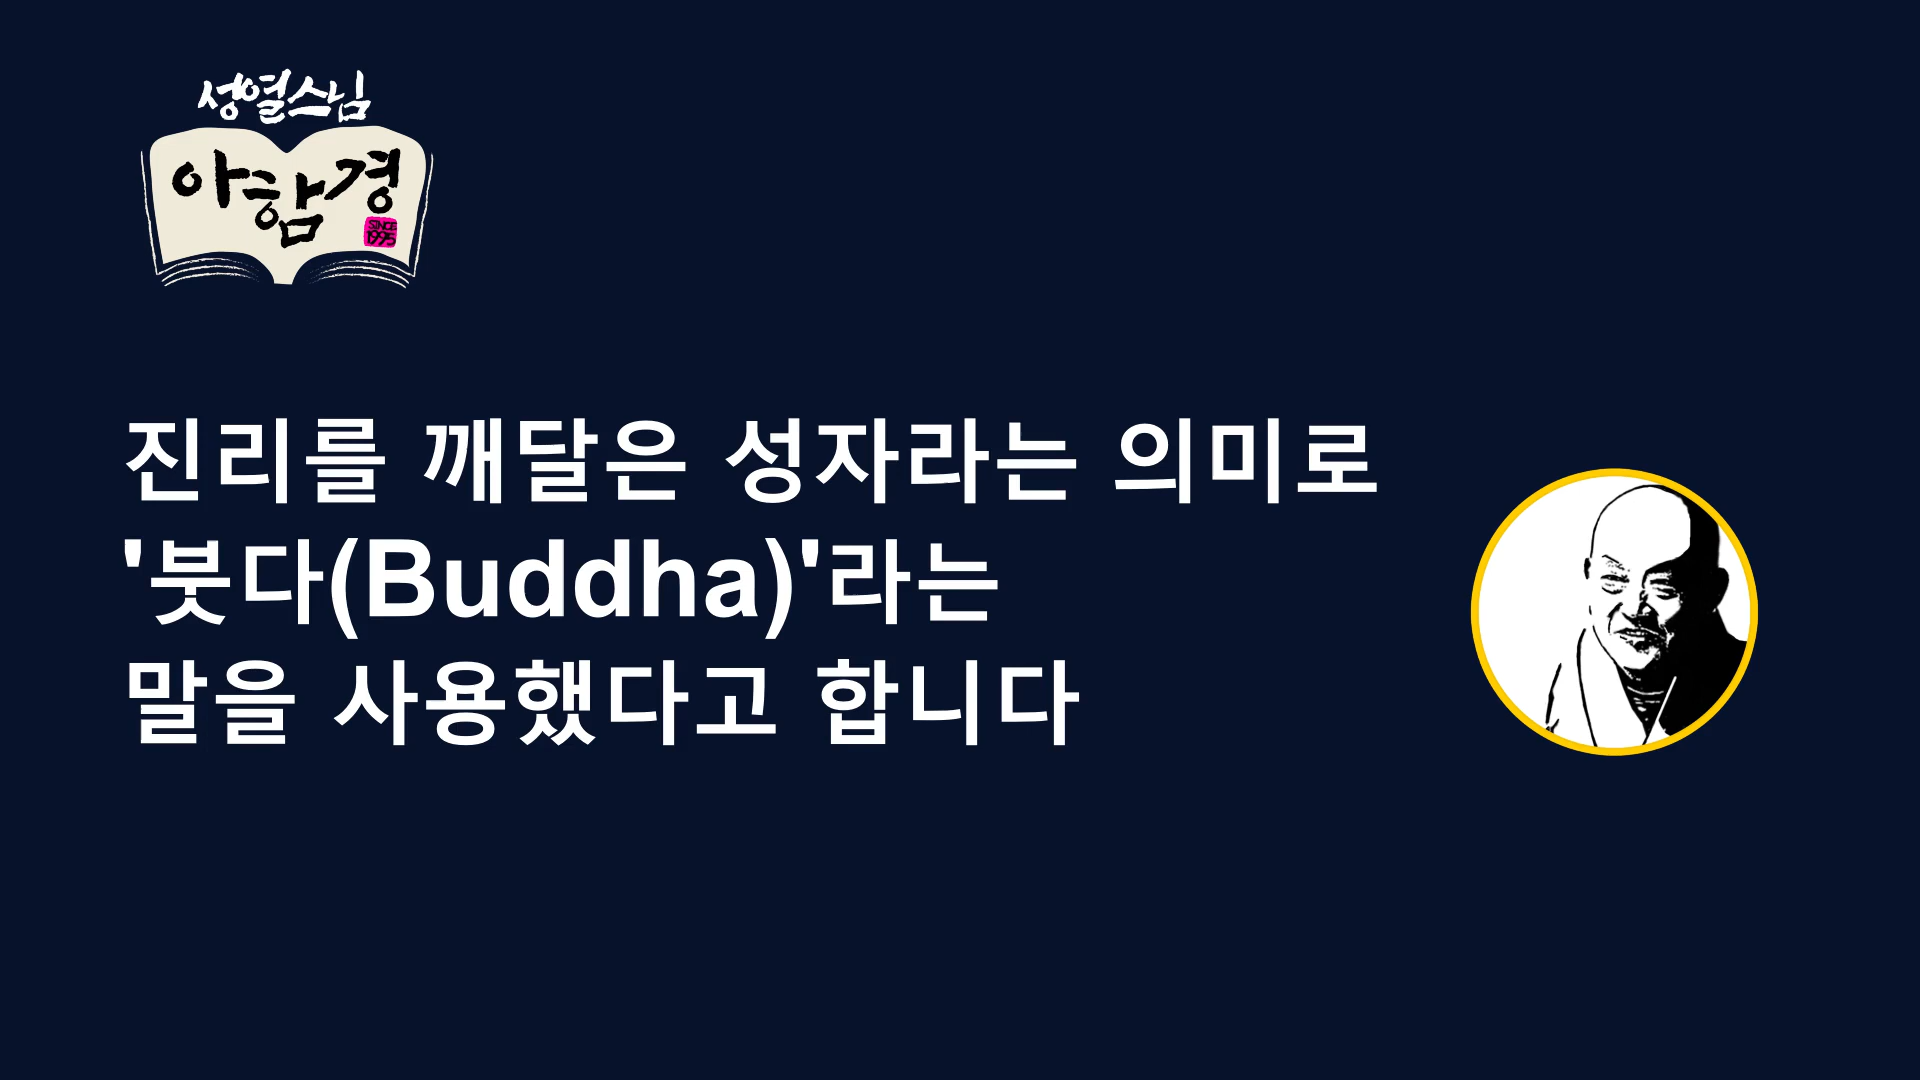 성열스님
아함경
SINCE
1995
진리를 깨달은 성자라는 의미로
'붓다(Buddha)'라는
말을 사용했다고 합니다